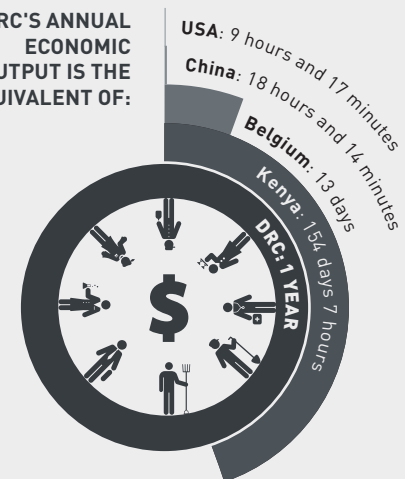 RC'S ANNUAL
ECONOMIC
UTPUT IS THE
UIVALENT OF:
USA: 9 hours and 17 minutes
China: 18 hours and 14 minutes
Belgium: 13 days
Kenya: 154 days 7 hours
DRC: 1 YEAR
$